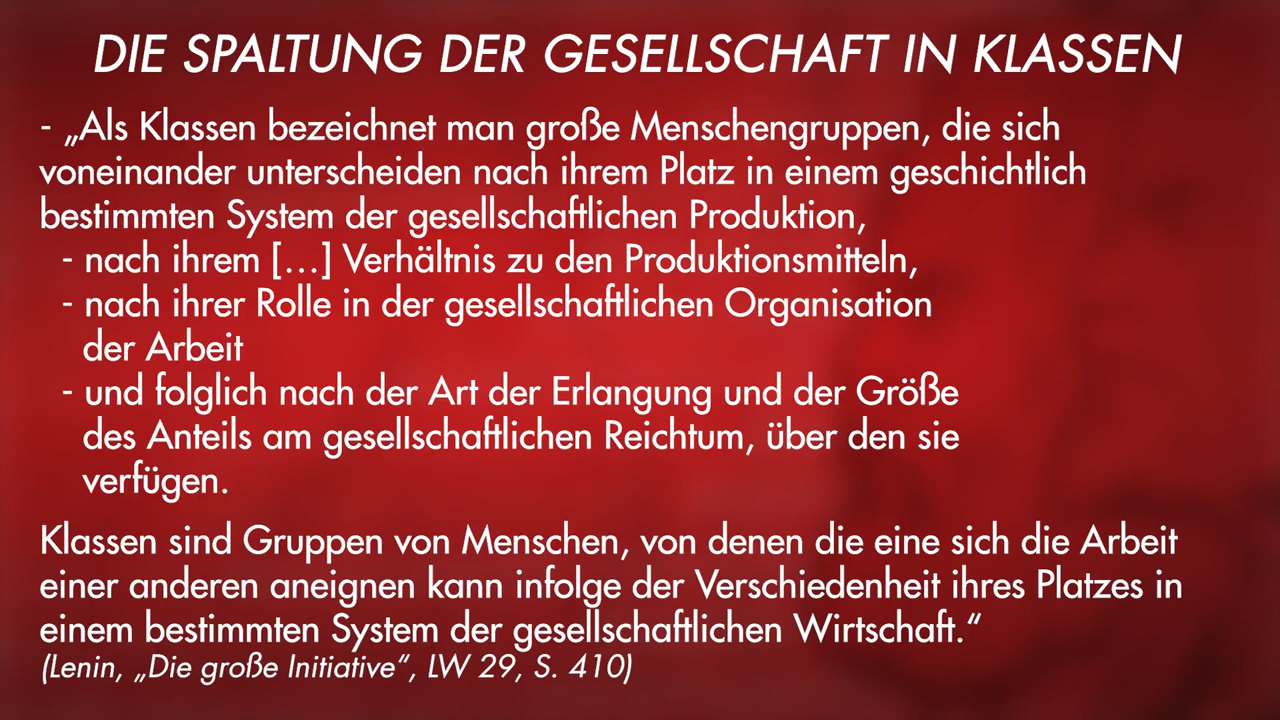 DIE SPALTUNG DER GESELLSCHAFT IN KLASSEN
- „Als Klassen bezeichnet man große Menschengruppen, die sich
voneinander unterscheiden nach ihrem Platz in einem geschichtlich
bestimmten System der gesellschaftlichen Produktion,
- nach ihrem [...] Verhältnis zu den Produktionsmitteln,
- nach ihrer Rolle in der gesellschaftlichen Organisation
der Arbeit
- und folglich nach der Art der Erlangung und der Größe
des Anteils am gesellschaftlichen Reichtum, über den sie
verfügen.
Klassen sind Gruppen von Menschen, von denen die eine sich die Arbeit
einer anderen aneignen kann infolge der Verschiedenheit ihres Platzes in
einem bestimmten System der gesellschaftlichen Wirtschaft.“
(Lenin, „Die große Initiative“, LW 29, S. 410)